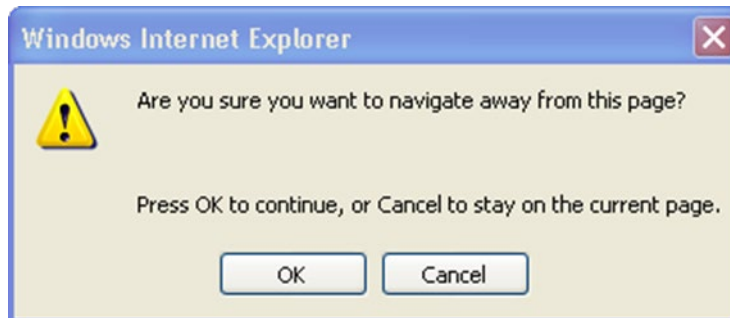 Windows Internet Explorer
Are you sure you want to navigate away from this page?
Press OK to continue, or Cancel to stay on the current page.
OK Cancel